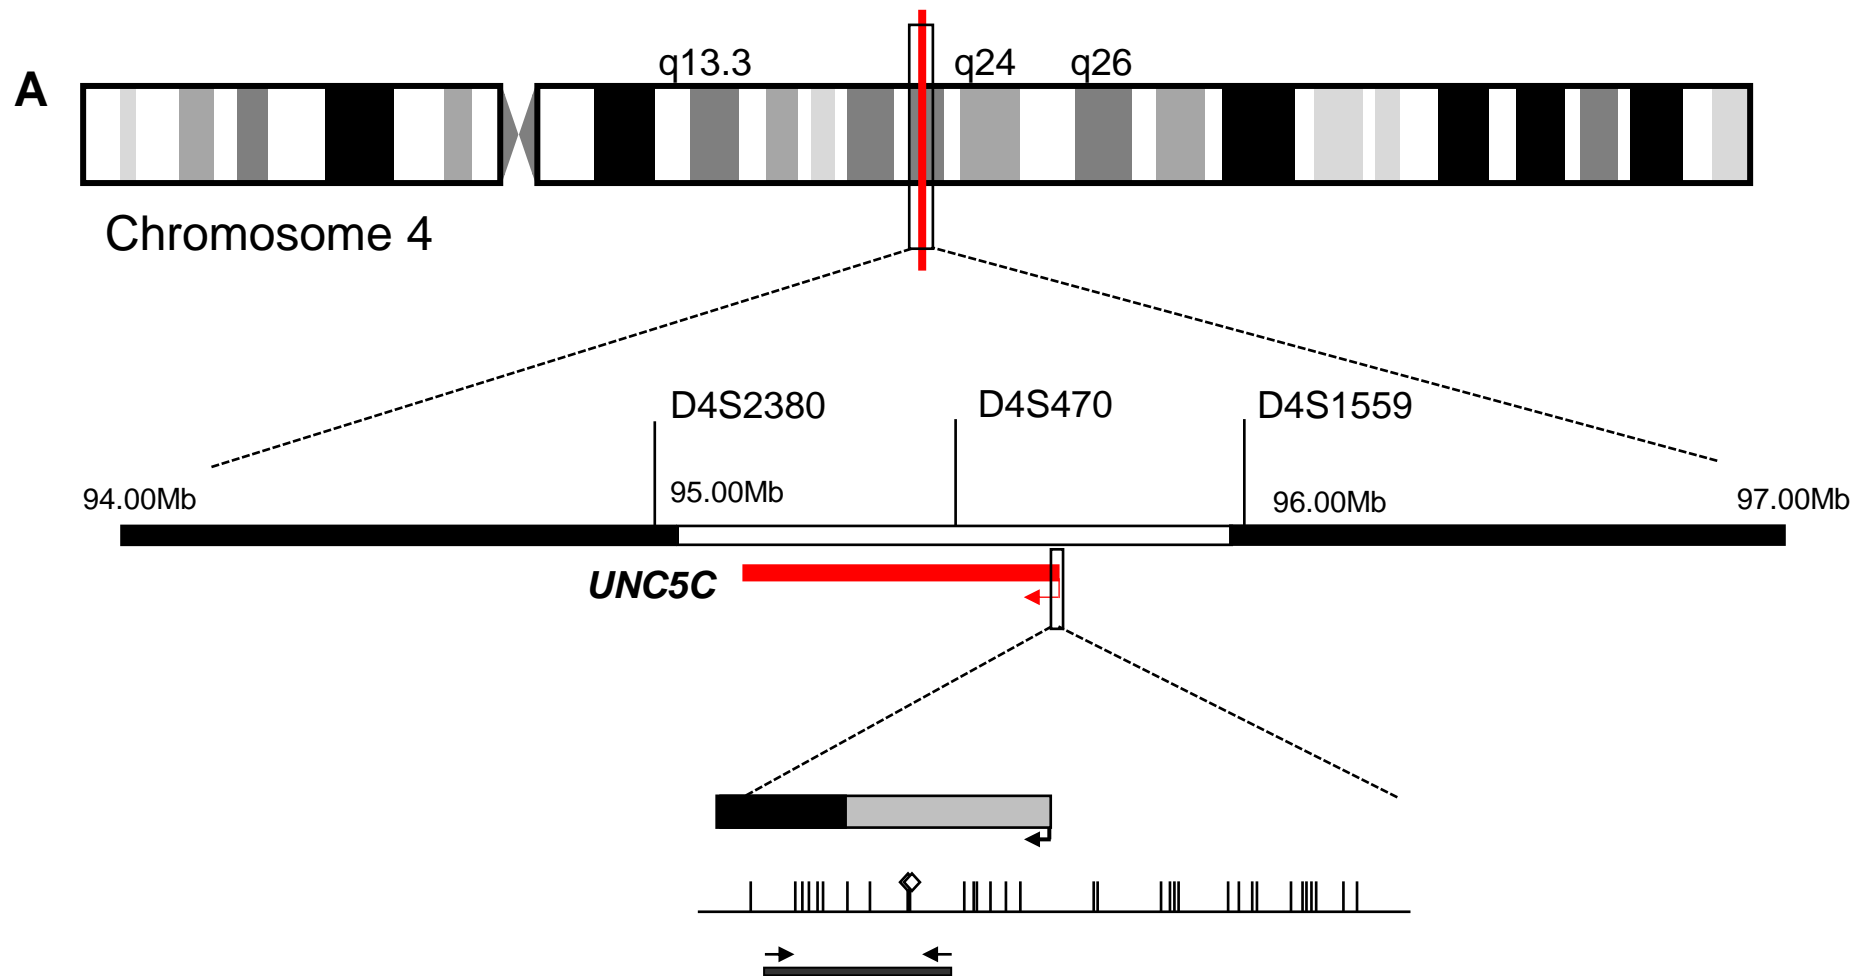 A
q13.3 q24 q26
Chromosome 4
D4S2380 D4S470 D4S1559
94.00Mb 95.00Mb 96.00Mb 97.00Mb
UNC5C